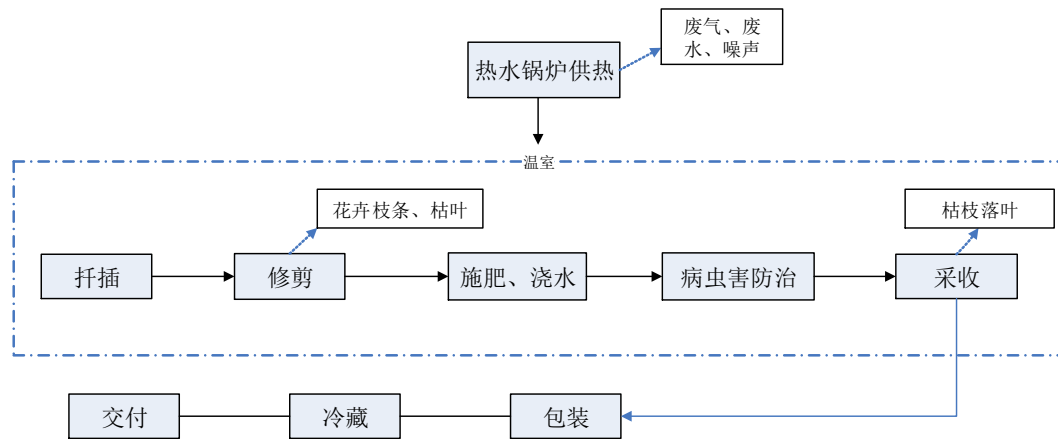 废气、废
水、噪声
热水锅炉供热
温室
花卉枝条、枯叶
枯枝落叶
扦插
修剪
施肥、浇水
病虫害防治
采收
交付
冷藏
包装